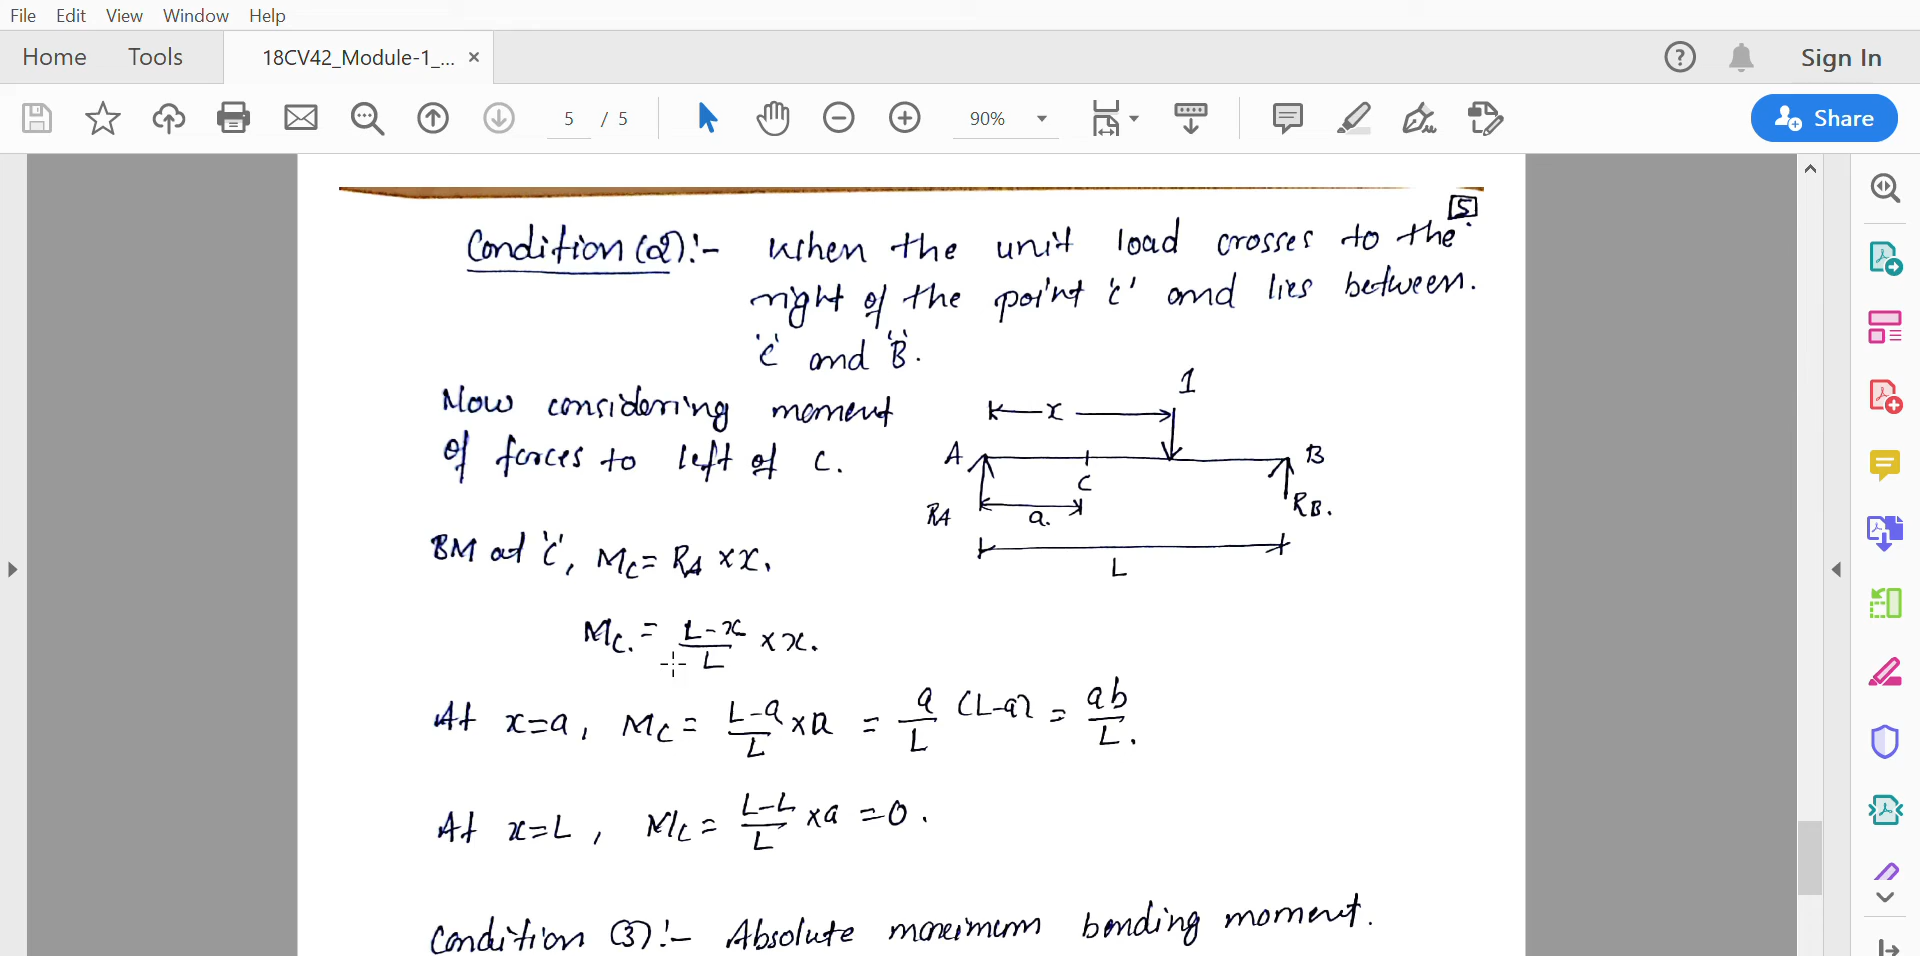 File Edit View Window Help
Home Tools 18CV42_Module-1_... × Sign In
5 / 5 90% Share
5
Condition (2):- when the unit load crosses to the
right of the point 'c' and lies between.
'c' and 'B'.
Now considering moment
of forces to left of c.
1
x
A B
C
RA a. RB.
L
BM at 'c', Mc = RA × x.
Mc. = L-x/L × x.
At x=a, Mc = L-a/L × a = a/L (L-a) = ab/L.
At x=L, Mc = L-L/L × a = 0.
Condition (3):- Absolute maximum bending moment.